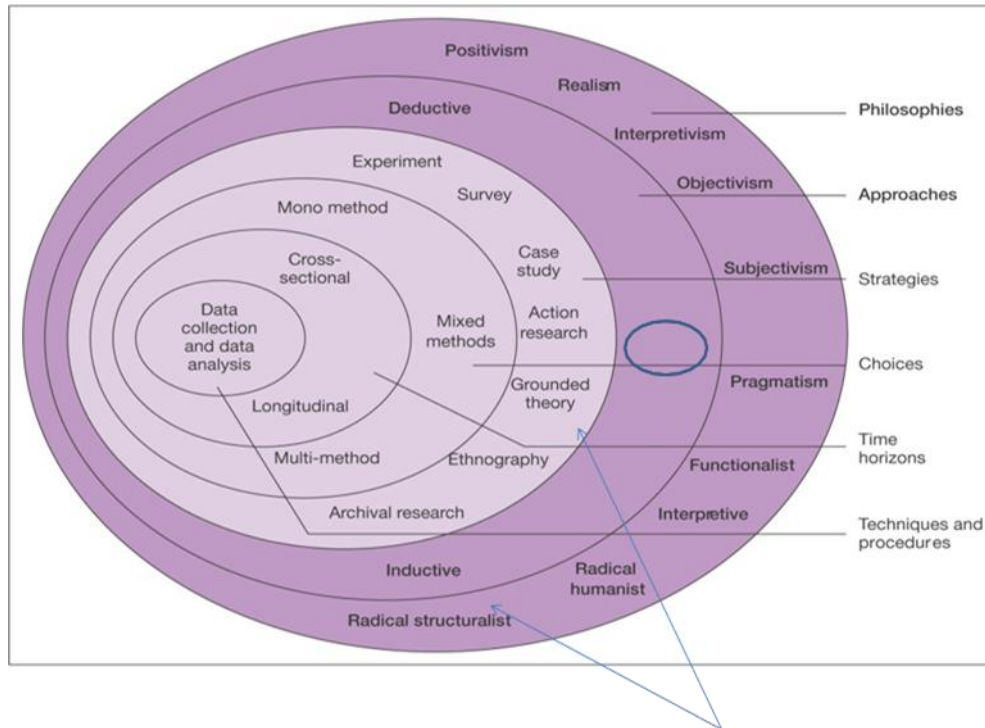 Positivism
Realism
Philosophies
Deductive
Interpretivism
Experiment
Objectivism
Approaches
Survey
Mono method
Case
study
Cross-
sectional
Subjectivism
Strategies
Data
collection
and data
analysis
Action
research
Mixed
methods
Choices
Grounded
theory
Pragmatism
Longitudinal
Time
horizons
Multi-method
Ethnography
Functionalist
Archival research
Interpretive
Techniques and
procedures
Inductive
Radical
humanist
Radical structuralist